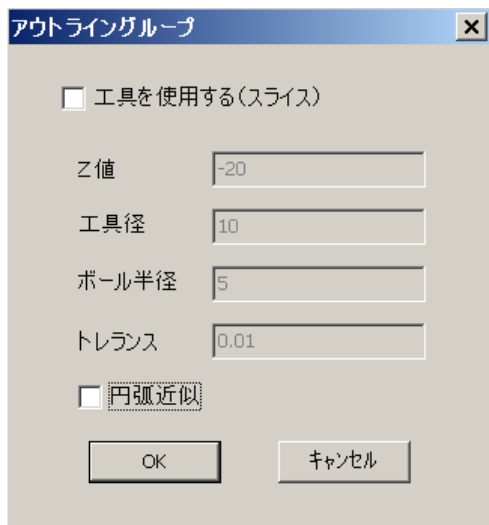 アウトライングループ
工具を使用する(スライス)
Z値 -20
工具径 10
ボール半径 5
トレランス 0.01
円弧近似
OK キャンセル